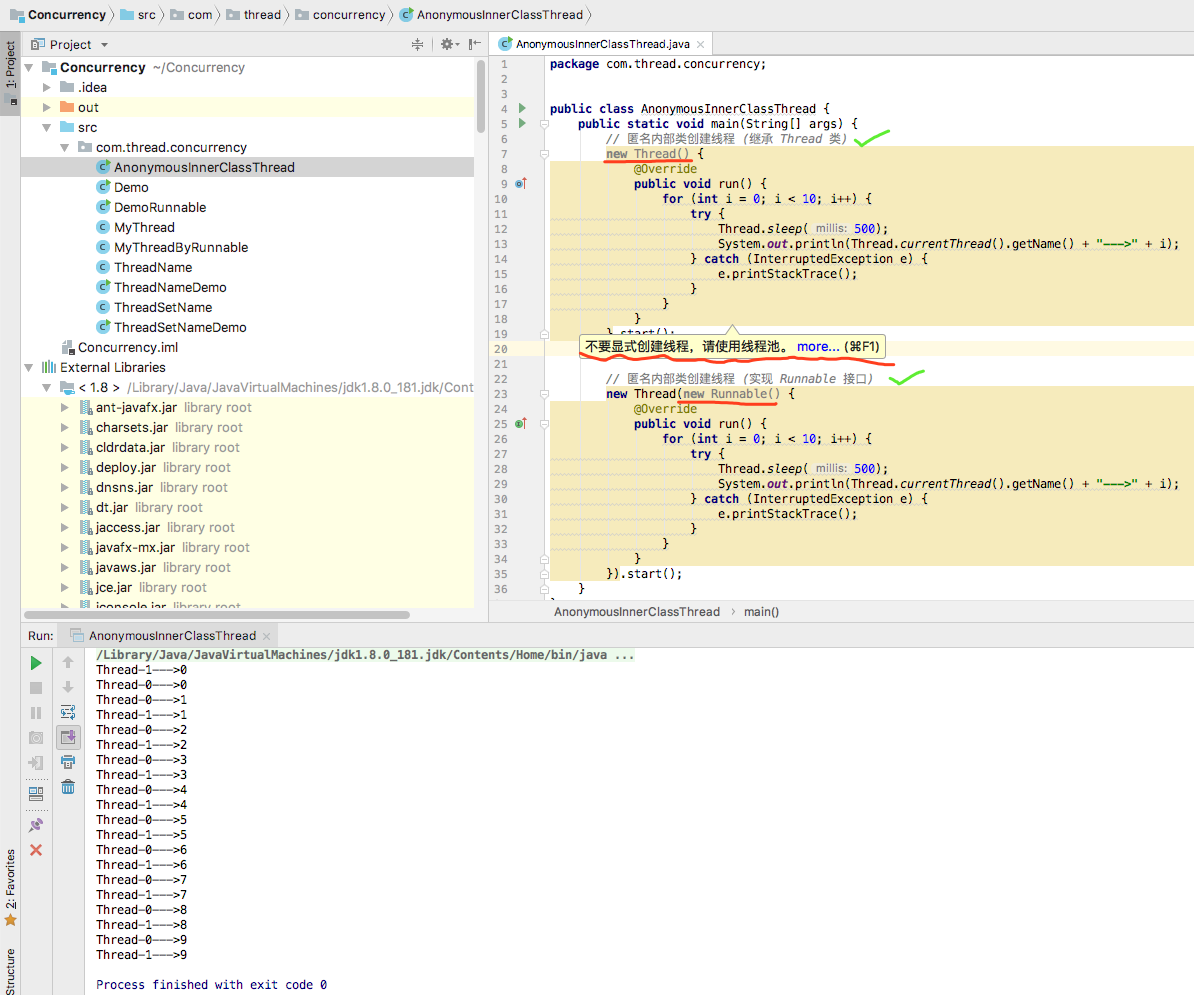 Concurrency src com thread concurrency AnonymousInnerClassThread
1: Project
Project
Concurrency ~/Concurrency
.idea
out
src
com.thread.concurrency
AnonymousInnerClassThread
Demo
DemoRunnable
MyThread
MyThreadByRunnable
ThreadName
ThreadNameDemo
ThreadSetName
ThreadSetNameDemo
Concurrency.iml
External Libraries
< 1.8 > /Library/Java/JavaVirtualMachines/jdk1.8.0_181.jdk/Cont
ant-javafx.jar library root
charsets.jar library root
cldrdata.jar library root
deploy.jar library root
dnsns.jar library root
dt.jar library root
jaccess.jar library root
javafx-mx.jar library root
javaws.jar library root
jce.jar library root
jconsole.jar library root
AnonymousInnerClassThread.java
1 package com.thread.concurrency;
2
3
4 public class AnonymousInnerClassThread {
5 public static void main(String[] args) {
6 // 匿名内部类创建线程 (继承 Thread 类)
7 new Thread() {
8 @Override
9 public void run() {
10 for (int i = 0; i < 10; i++) {
11 try {
12 Thread.sleep( millis: 500);
13 System.out.println(Thread.currentThread().getName() + "--->" + i);
14 } catch (InterruptedException e) {
15 e.printStackTrace();
16 }
17 }
18 }
19 }.start();
20
不要显式创建线程，请使用线程池。 more... (⌘F1)
21
22 // 匿名内部类创建线程 (实现 Runnable 接口)
23 new Thread(new Runnable() {
24 @Override
25 public void run() {
26 for (int i = 0; i < 10; i++) {
27 try {
28 Thread.sleep( millis: 500);
29 System.out.println(Thread.currentThread().getName() + "--->" + i);
30 } catch (InterruptedException e) {
31 e.printStackTrace();
32 }
33 }
34 }
35 }).start();
36 }
AnonymousInnerClassThread › main()
Run: AnonymousInnerClassThread
/Library/Java/JavaVirtualMachines/jdk1.8.0_181.jdk/Contents/Home/bin/java ...
Thread-1--->0
Thread-0--->0
Thread-0--->1
Thread-1--->1
Thread-0--->2
Thread-1--->2
Thread-0--->3
Thread-1--->3
Thread-0--->4
Thread-1--->4
Thread-0--->5
Thread-1--->5
Thread-0--->6
Thread-1--->6
Thread-0--->7
Thread-1--->7
Thread-0--->8
Thread-1--->8
Thread-0--->9
Thread-1--->9
Process finished with exit code 0
2: Favorites
Structure